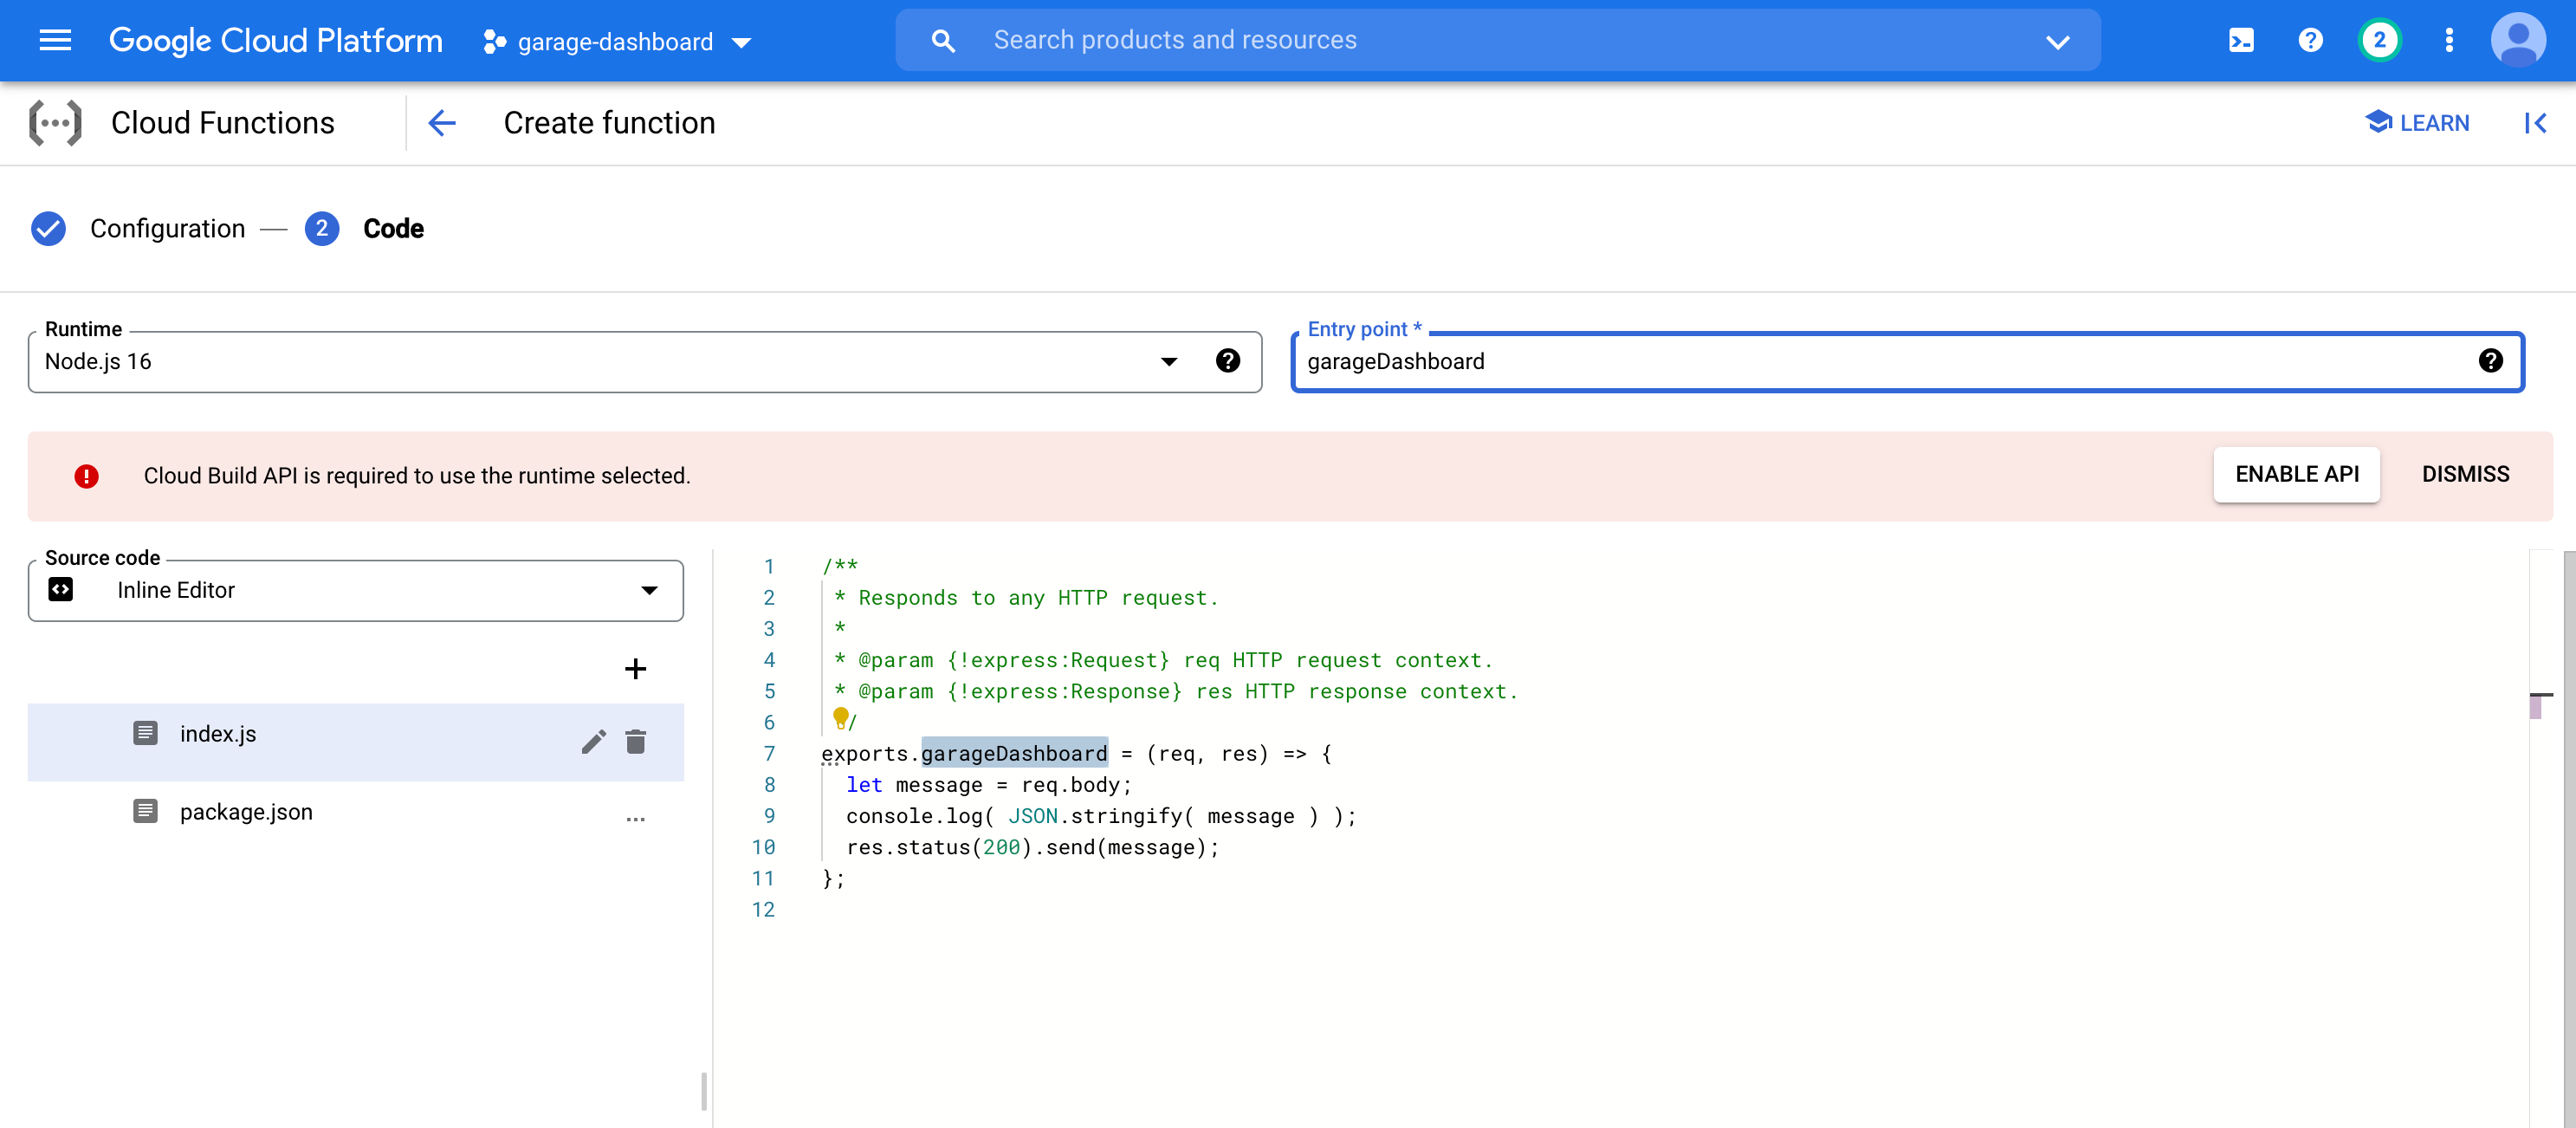 Google Cloud Platform garage-dashboard Search products and resources 2
Cloud Functions Create function LEARN
Configuration — 2 Code
Runtime
Node.js 16
Entry point *
garageDashboard
Cloud Build API is required to use the runtime selected. ENABLE API DISMISS
Source code
Inline Editor
index.js
package.json
1 /**
2 * Responds to any HTTP request.
3 *
4 * @param {!express:Request} req HTTP request context.
5 * @param {!express:Response} res HTTP response context.
6 /
7 exports.garageDashboard = (req, res) => {
8 let message = req.body;
9 console.log( JSON.stringify( message ) );
10 res.status(200).send(message);
11 };
12